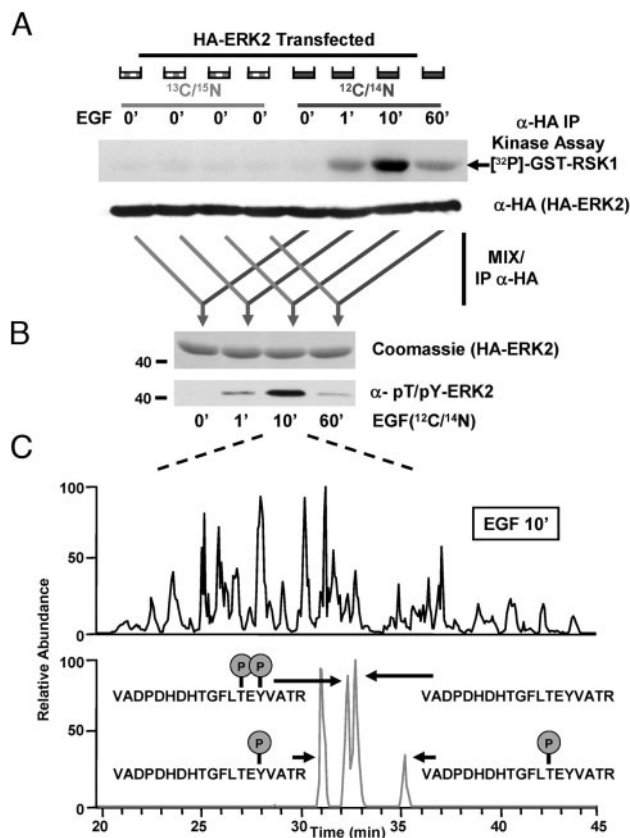 A
HA-ERK2 Transfected
13C/15N 12C/14N
EGF 0' 0' 0' 0' 0' 1' 10' 60'
α-HA IP
Kinase Assay
[32P]-GST-RSK1
α-HA (HA-ERK2)
MIX/
IP α-HA
B
40
Coomassie (HA-ERK2)
40
α- pT/pY-ERK2
0' 1' 10' 60' EGF(12C/14N)
C
100
50
0
EGF 10'
Relative Abundance
100
50
0
P P
VADPDHDHTGFLTEYVATR VADPDHDHTGFLTEYVATR
P P
VADPDHDHTGFLTEYVATR VADPDHDHTGFLTEYVATR
20 25 30 35 40 45
Time (min)